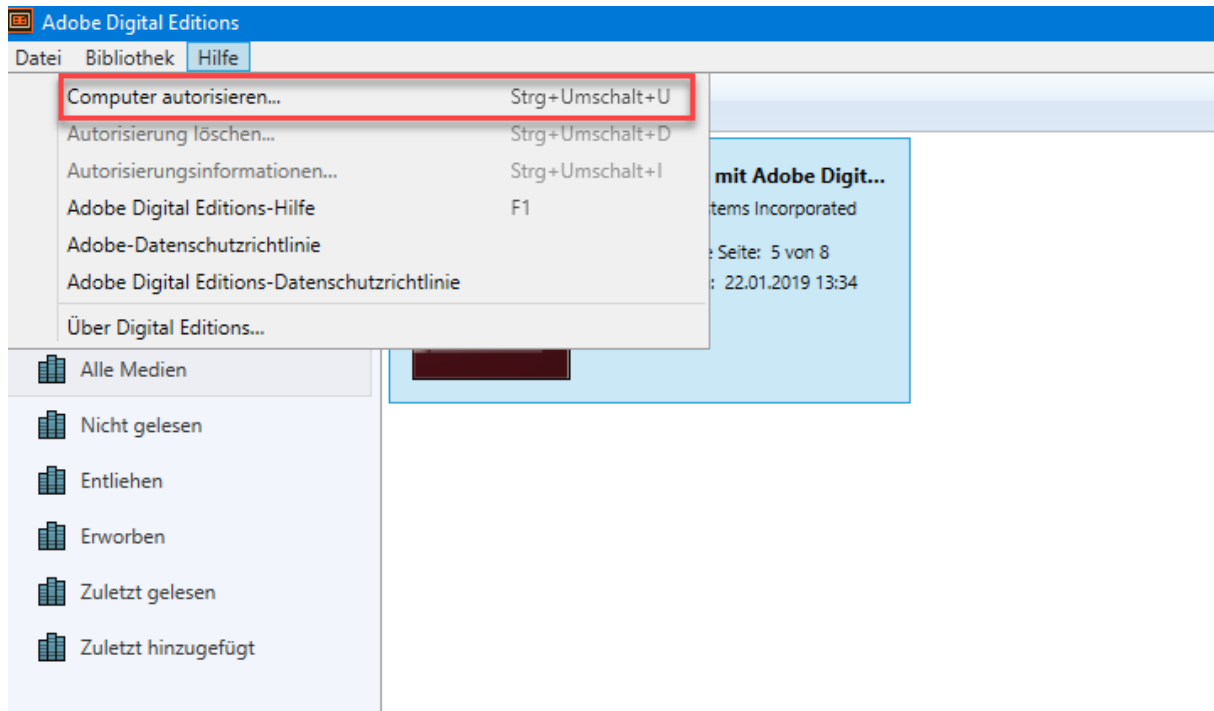 Adobe Digital Editions
Datei Bibliothek Hilfe
Computer autorisieren... Strg+Umschalt+U
Autorisierung löschen... Strg+Umschalt+D
Autorisierungsinformationen... Strg+Umschalt+I
Adobe Digital Editions-Hilfe F1
Adobe-Datenschutzrichtlinie
Adobe Digital Editions-Datenschutzrichtlinie
Über Digital Editions...
mit Adobe Digit...
Incorporated
Seite: 5 von 8
: 22.01.2019 13:34
Alle Medien
Nicht gelesen
Entliehen
Erworben
Zuletzt gelesen
Zuletzt hinzugefügt